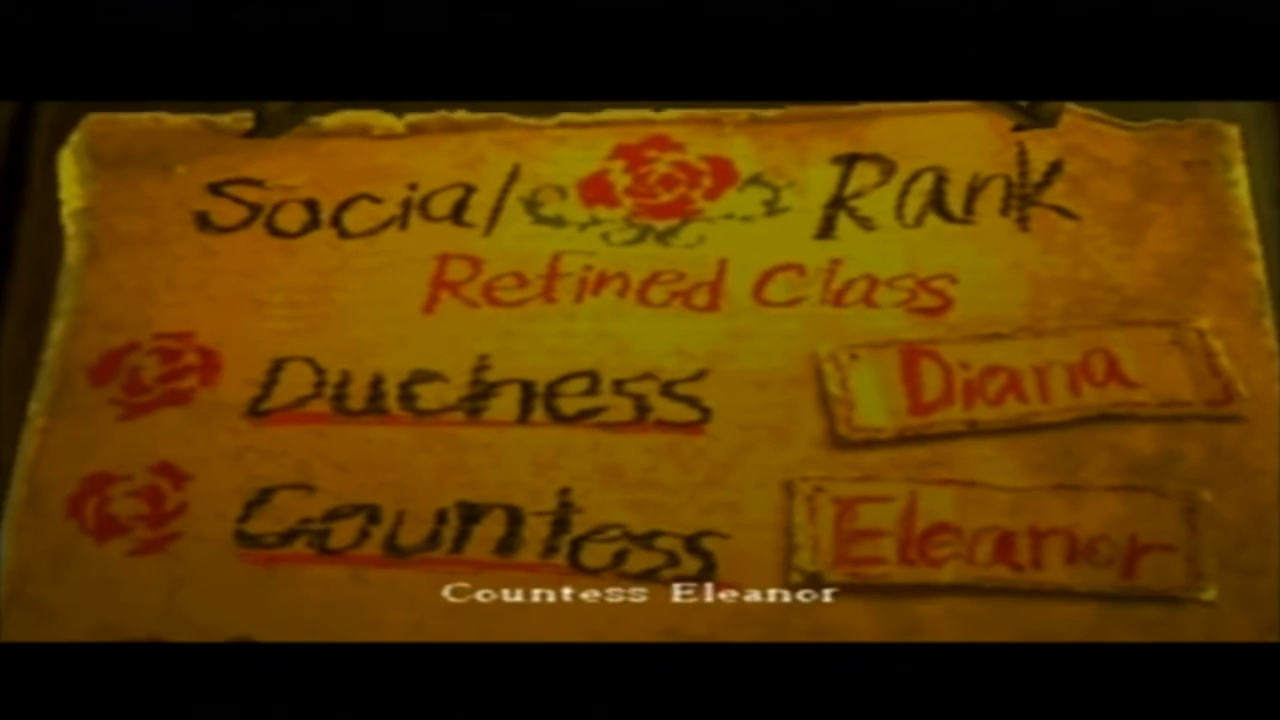 Social Rank
Refined Class
Duchess Diana
Countess Eleanor
Countess Eleanor